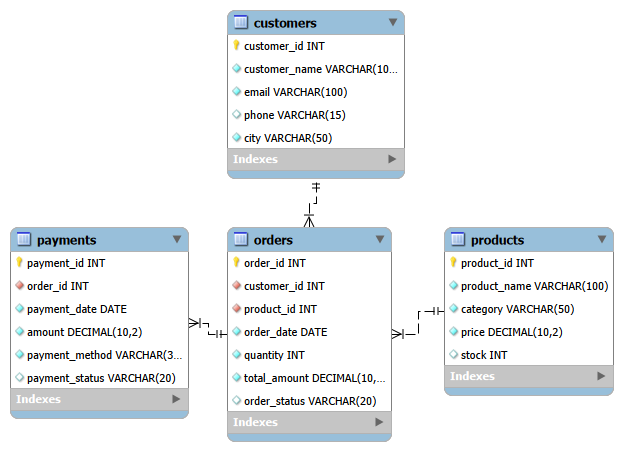 customers
customer_id INT
customer_name VARCHAR(10...
email VARCHAR(100)
phone VARCHAR(15)
city VARCHAR(50)
Indexes
payments
payment_id INT
order_id INT
payment_date DATE
amount DECIMAL(10,2)
payment_method VARCHAR(3...
payment_status VARCHAR(20)
Indexes
orders
order_id INT
customer_id INT
product_id INT
order_date DATE
quantity INT
total_amount DECIMAL(10,...
order_status VARCHAR(20)
Indexes
products
product_id INT
product_name VARCHAR(100)
category VARCHAR(50)
price DECIMAL(10,2)
stock INT
Indexes